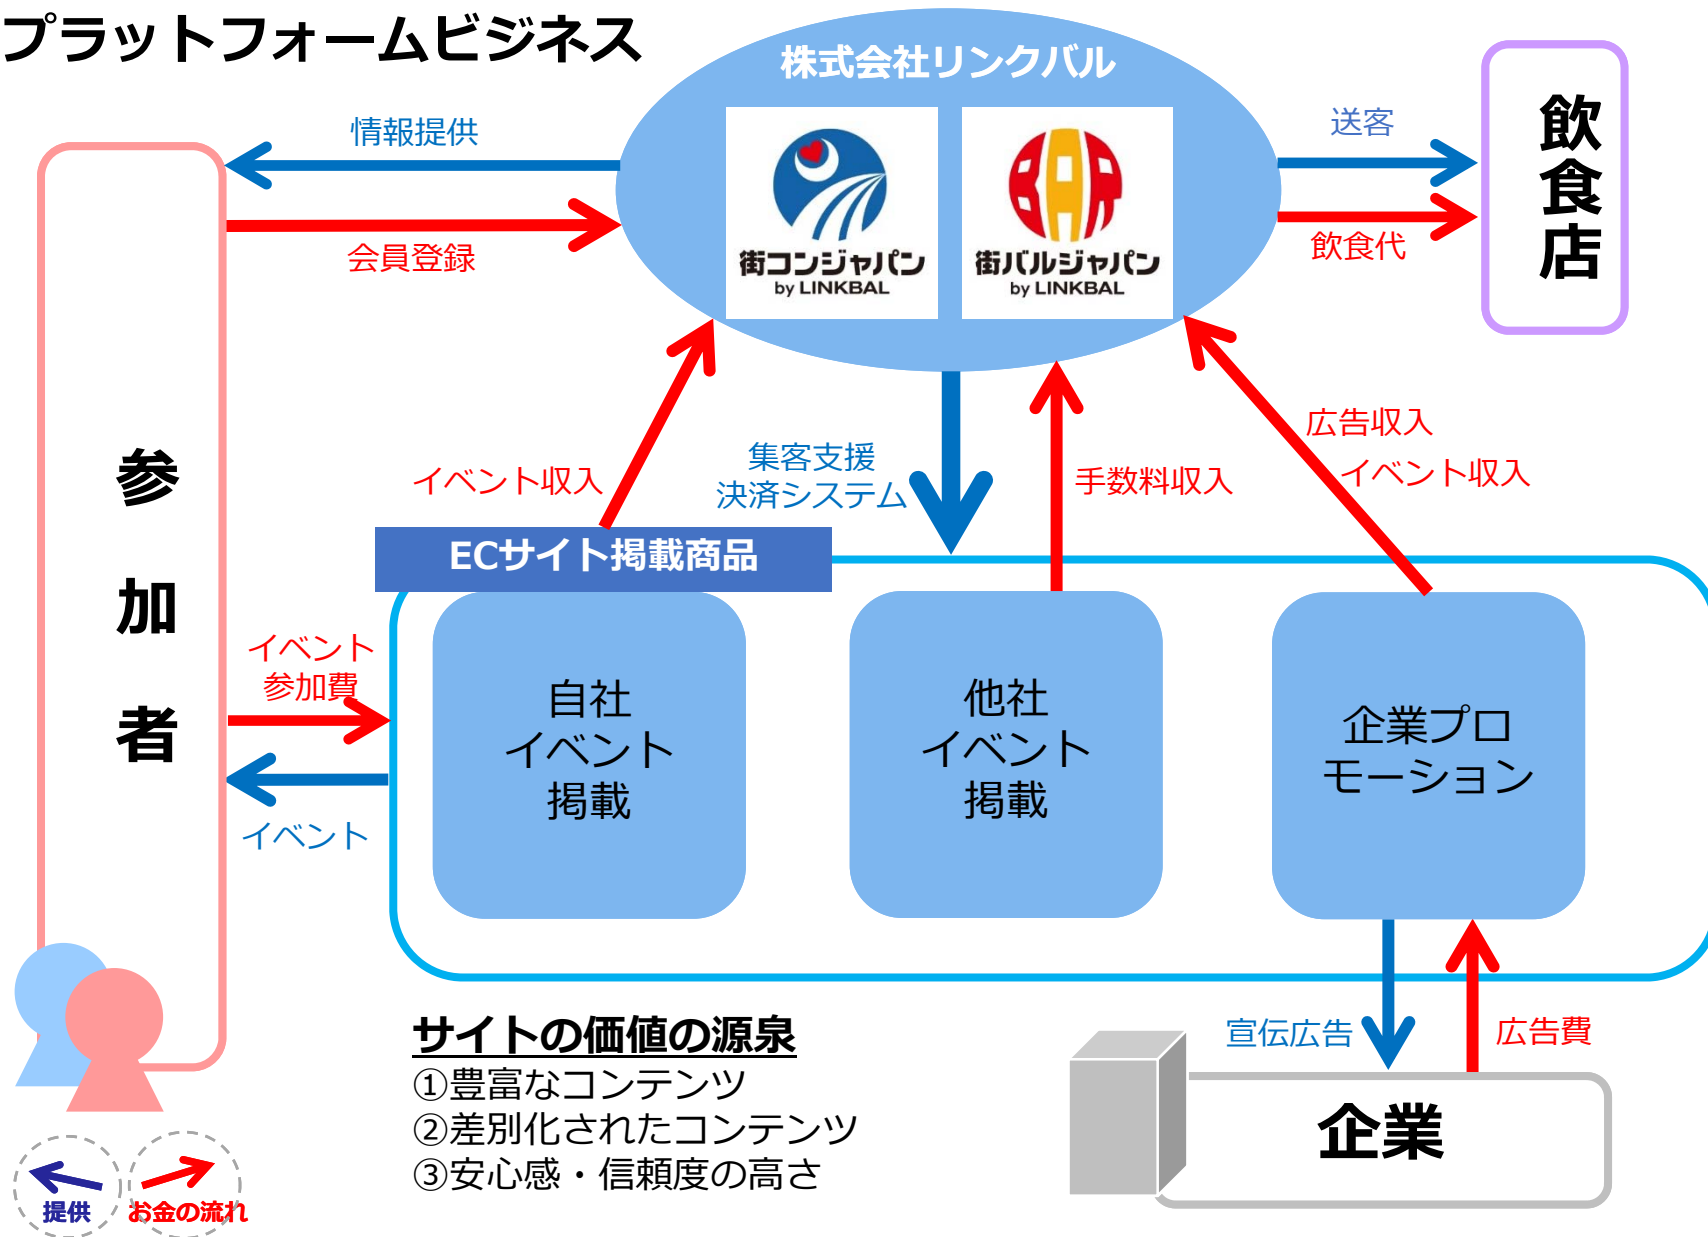 プラットフォームビジネス
株式会社リンクバル
街コンジャパン
by LINKBAL
BAR
街バルジャパン
by LINKBAL
情報提供
会員登録
送客
飲食代
飲食店
参加者
イベント収入
集客支援
決済システム
手数料収入
広告収入
イベント収入
ECサイト掲載商品
イベント
参加費
イベント
自社
イベント
掲載
他社
イベント
掲載
企業プロ
モーション
宣伝広告
広告費
企業
サイトの価値の源泉
①豊富なコンテンツ
②差別化されたコンテンツ
③安心感・信頼度の高さ
提供
お金の流れ